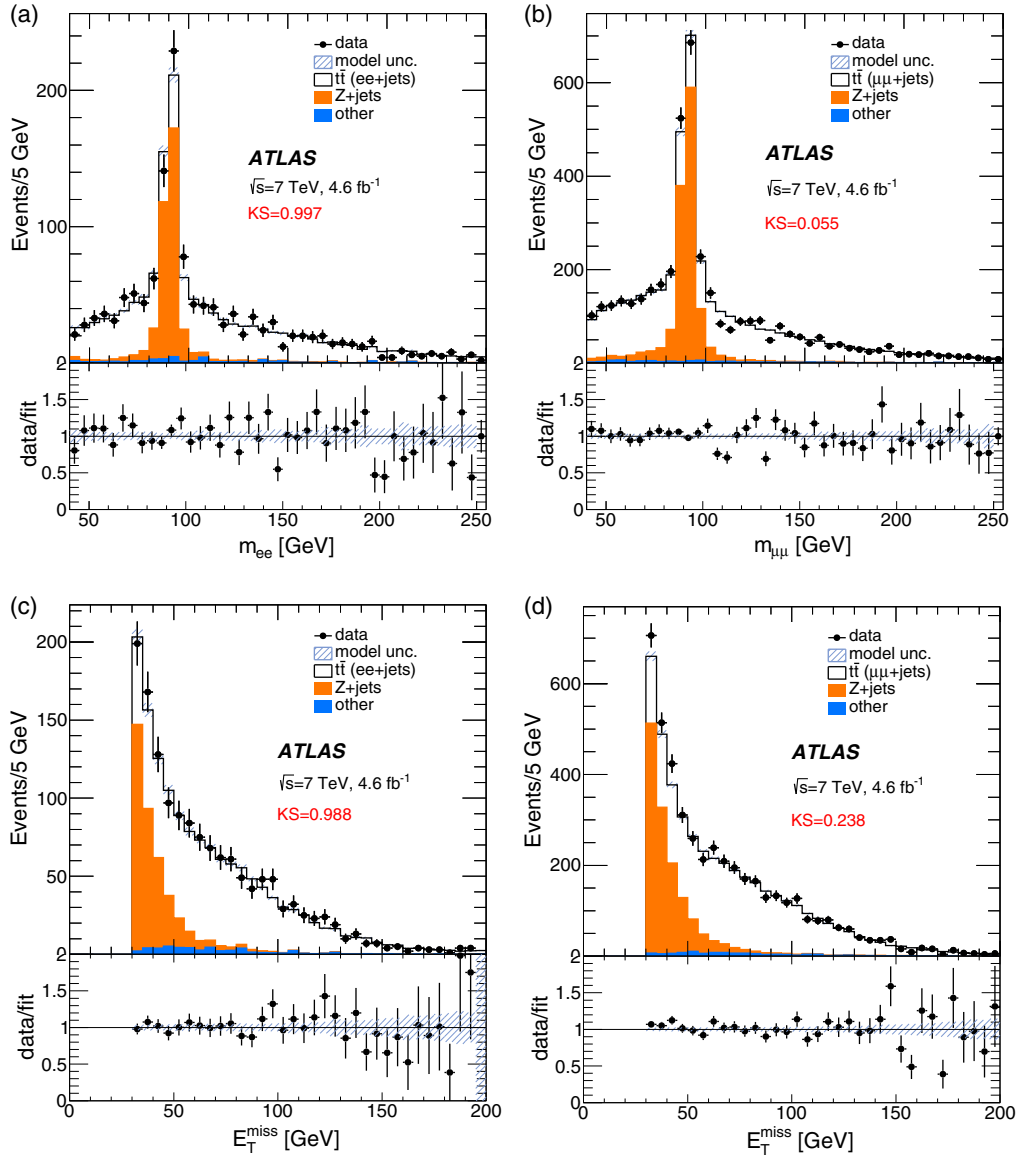 (a)
data
model unc.
tt̄ (ee+jets)
Z+jets
other
ATLAS
√s=7 TeV, 4.6 fb⁻¹
KS=0.997
Events/5 GeV
200
100
0
data/fit
2
1.5
1
0.5
0
50 100 150 200 250
m_ee [GeV]
(b)
data
model unc.
tt̄ (μμ+jets)
Z+jets
other
ATLAS
√s=7 TeV, 4.6 fb⁻¹
KS=0.055
Events/5 GeV
600
400
200
0
data/fit
2
1.5
1
0.5
0
50 100 150 200 250
m_μμ [GeV]
(c)
data
model unc.
tt̄ (ee+jets)
Z+jets
other
ATLAS
√s=7 TeV, 4.6 fb⁻¹
KS=0.988
Events/5 GeV
200
150
100
50
data/fit
1.5
1
0.5
0
0 50 100 150 200
E_T^miss [GeV]
(d)
data
model unc.
tt̄ (μμ+jets)
Z+jets
other
ATLAS
√s=7 TeV, 4.6 fb⁻¹
KS=0.238
Events/5 GeV
600
400
200
data/fit
2
1.5
1
0.5
0
0 50 100 150 200
E_T^miss [GeV]